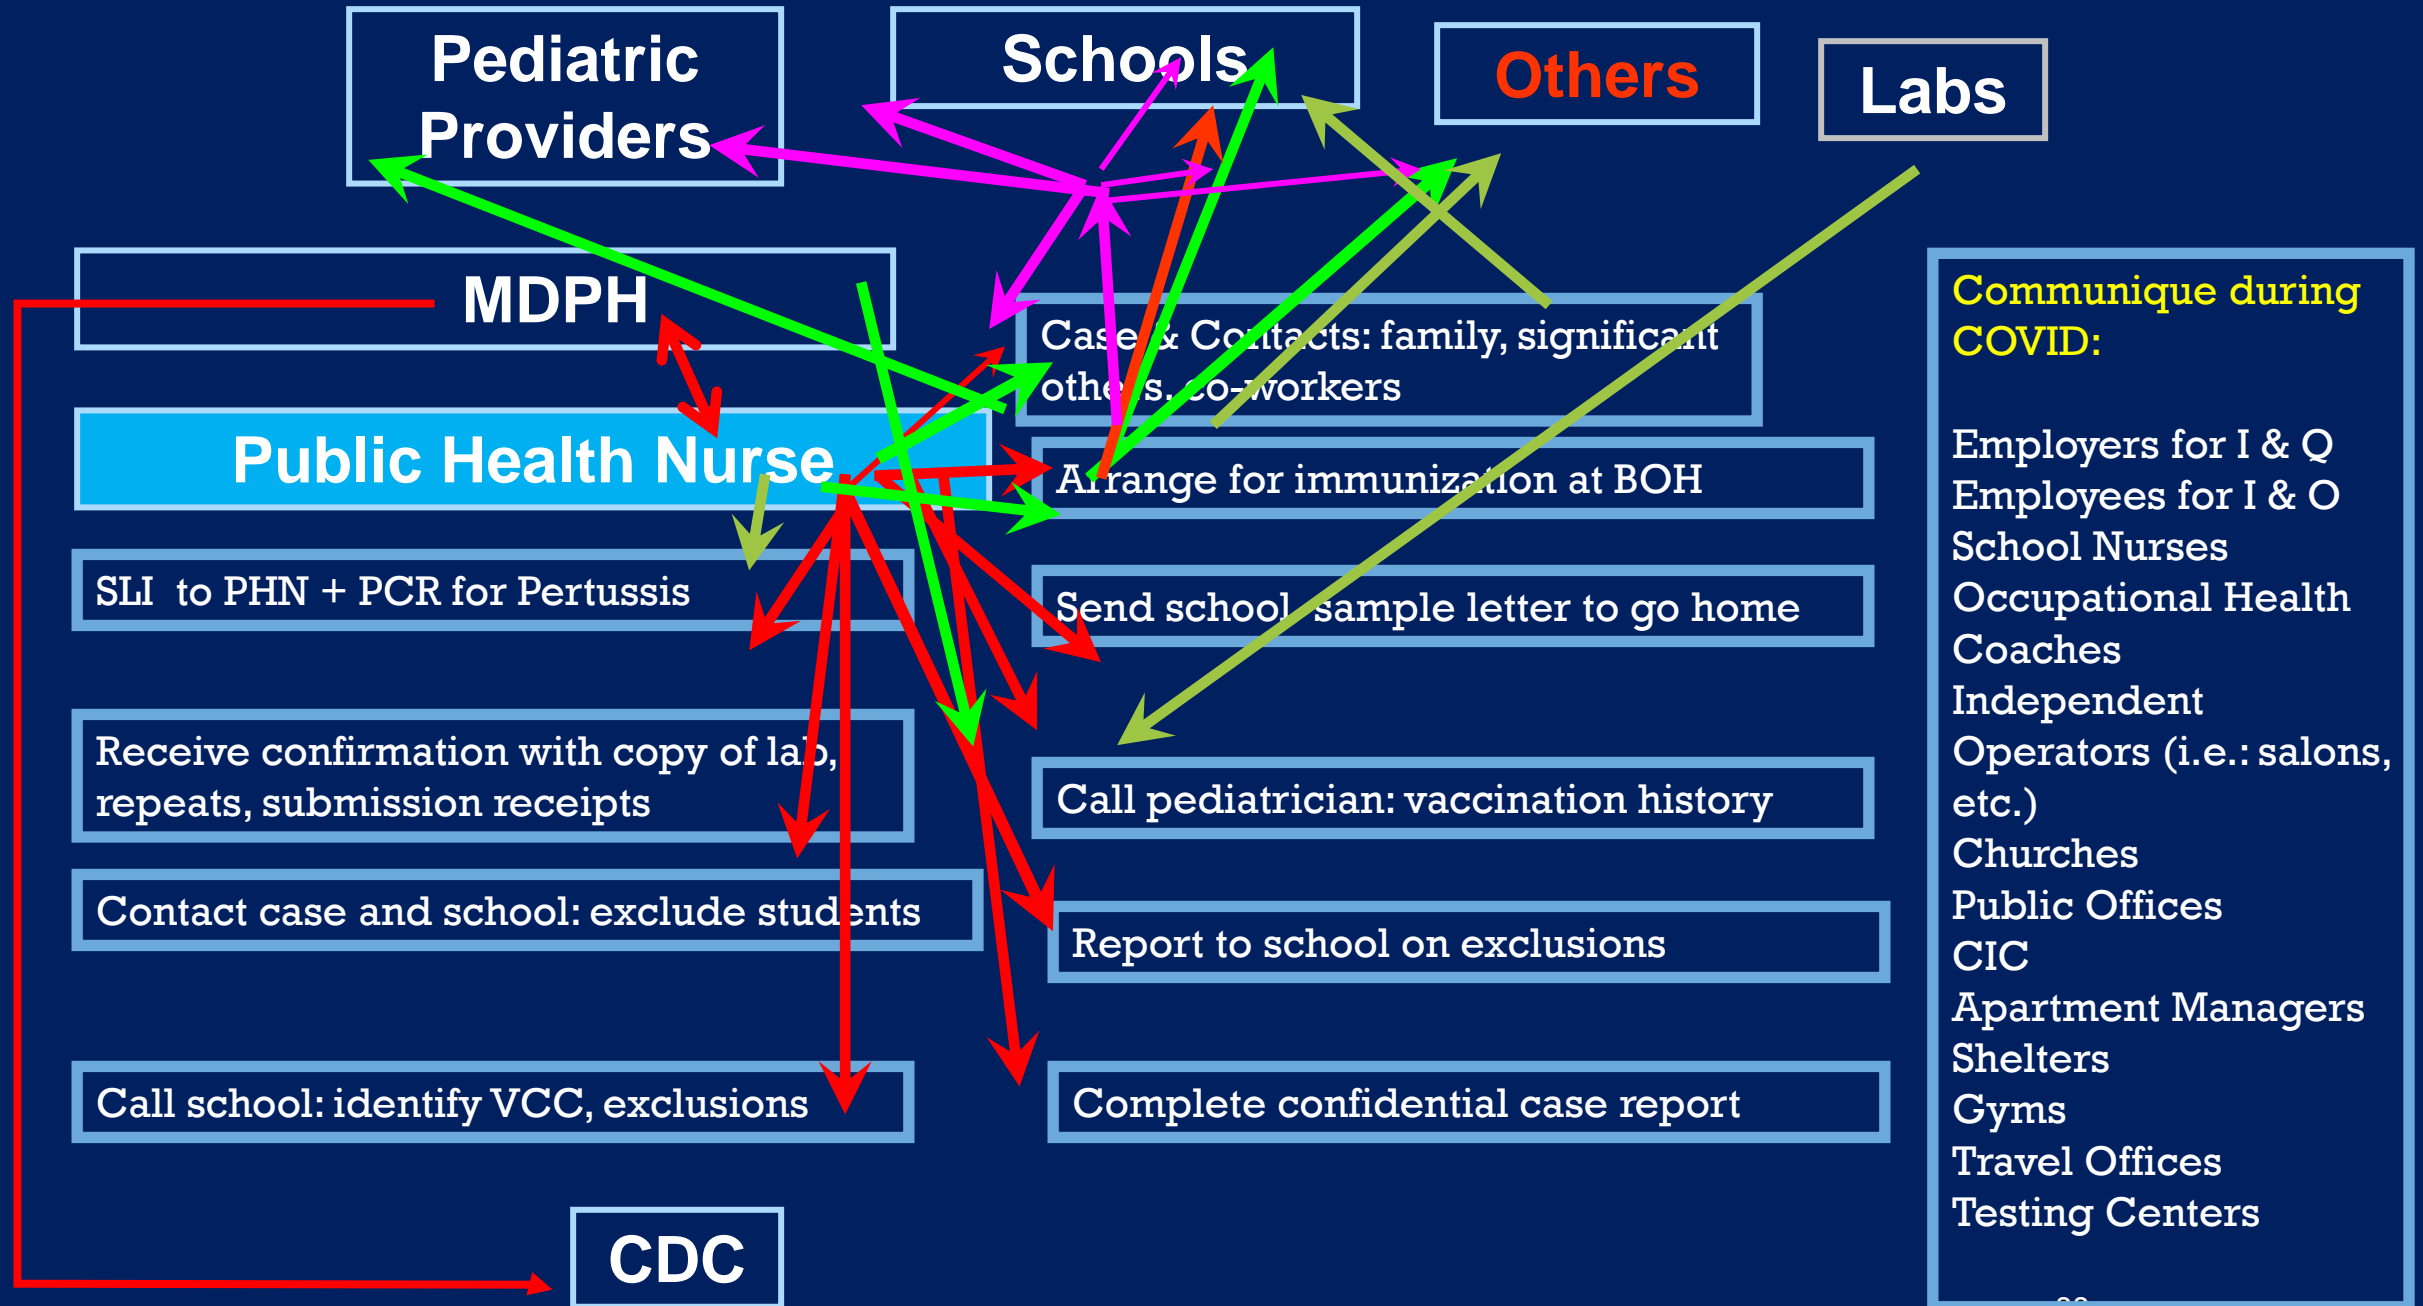 Pediatric
Providers
Schools
Others
Labs
MDPH
Public Health Nurse
SLI to PHN + PCR for Pertussis
Receive confirmation with copy of lab,
repeats, submission receipts
Contact case and school: exclude students
Call school: identify VCC, exclusions
CDC
Case & Contacts: family, significant
others. co-workers
Arrange for immunization at BOH
Send school sample letter to go home
Call pediatrician: vaccination history
Report to school on exclusions
Complete confidential case report
Communique during
COVID:
Employers for I & Q
Employees for I & O
School Nurses
Occupational Health
Coaches
Independent
Operators (i.e.: salons,
etc.)
Churches
Public Offices
CIC
Apartment Managers
Shelters
Gyms
Travel Offices
Testing Centers